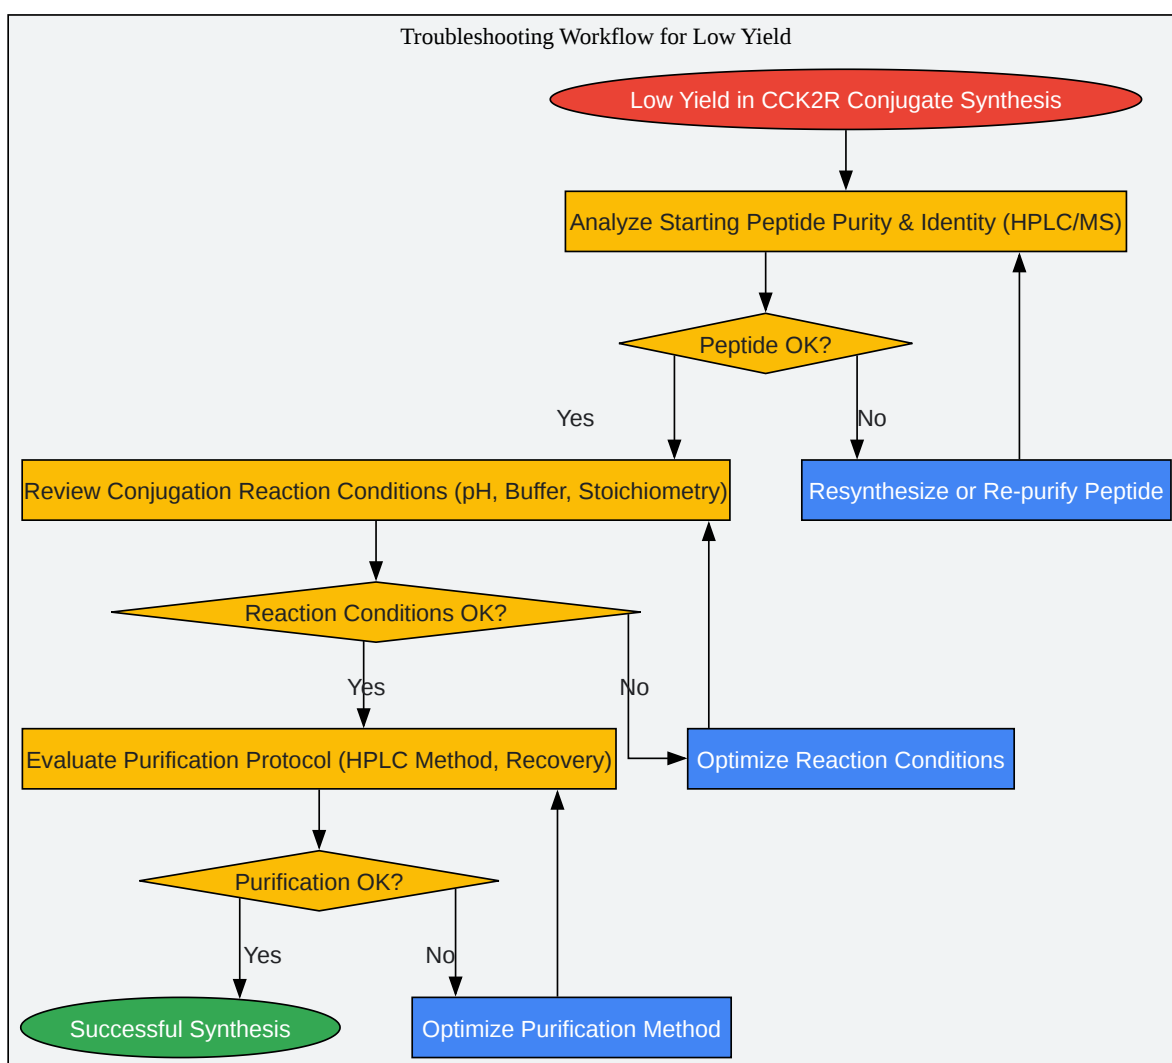 Troubleshooting Workflow for Low Yield
Low Yield in CCK2R Conjugate Synthesis
Analyze Starting Peptide Purity & Identity (HPLC/MS)
Peptide OK?
Yes
No
Review Conjugation Reaction Conditions (pH, Buffer, Stoichiometry)
Resynthesize or Re-purify Peptide
Reaction Conditions OK?
Yes
No
Evaluate Purification Protocol (HPLC Method, Recovery)
Optimize Reaction Conditions
Purification OK?
Yes
No
Successful Synthesis
Optimize Purification Method